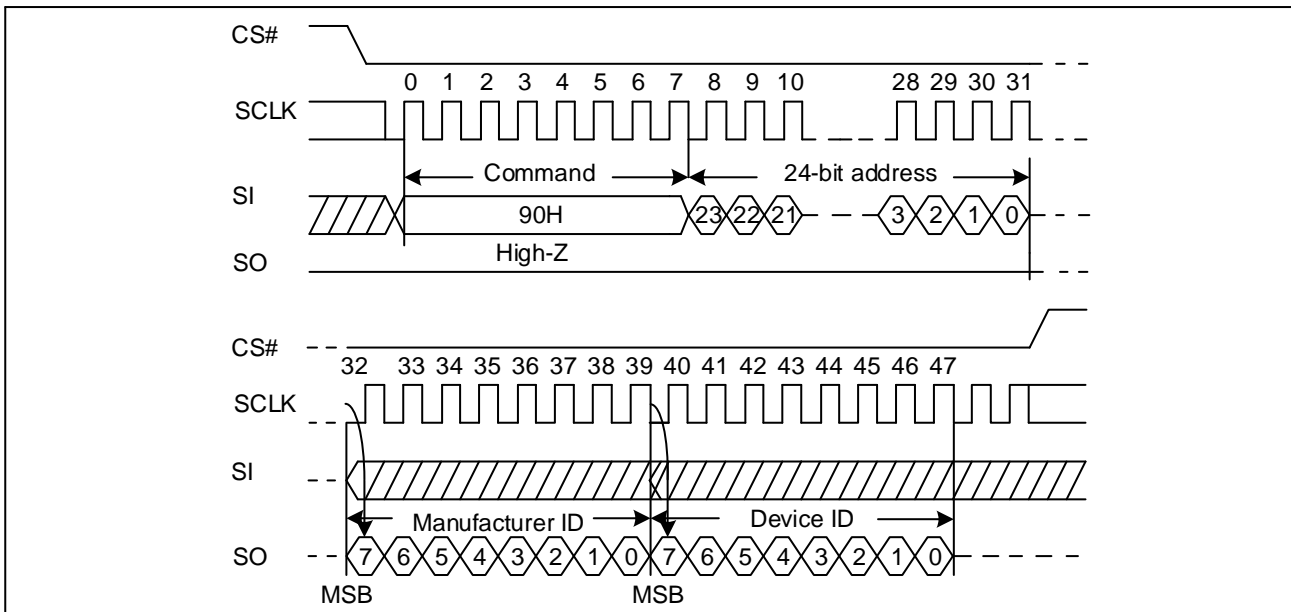 CS#
0 1 2 3 4 5 6 7 8 9 10 28 29 30 31
SCLK
Command 24-bit address
SI
90H 23 22 21 3 2 1 0
High-Z
SO
CS#
32 33 34 35 36 37 38 39 40 41 42 43 44 45 46 47
SCLK
SI
Manufacturer ID Device ID
SO 7 6 5 4 3 2 1 0 7 6 5 4 3 2 1 0
MSB MSB